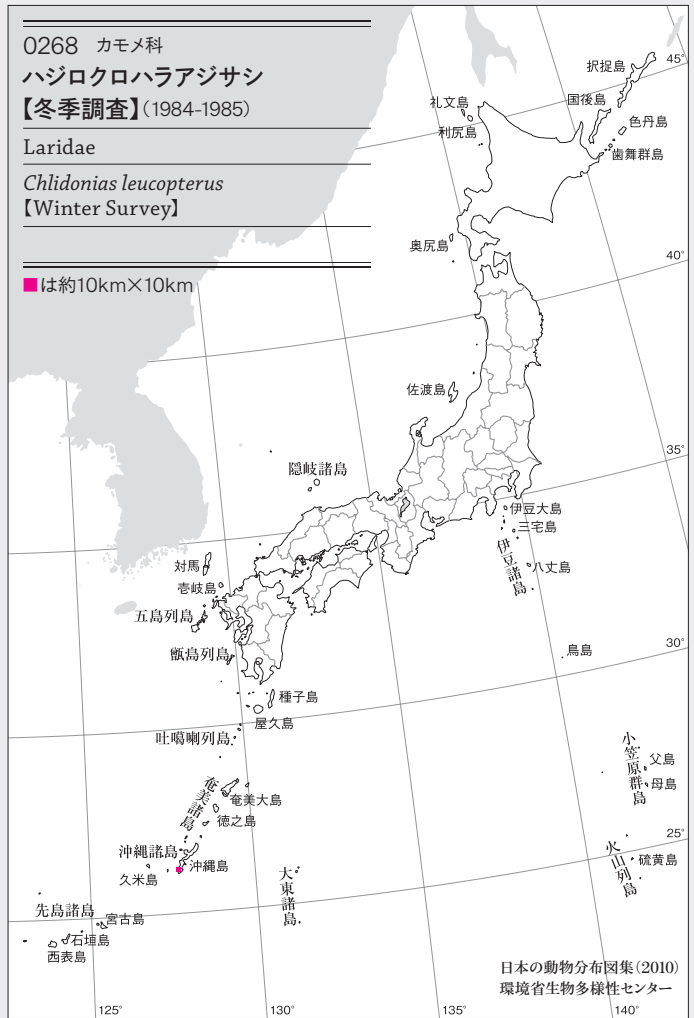 0268 カモメ科
ハジロクロハラアジサシ
【冬季調査】(1984-1985)
Laridae
Chlidonias leucopterus
【Winter Survey】
■は約10km×10km
45°
択捉島
国後島
礼文島
色丹島
利尻島
歯舞群島
奥尻島
40°
佐渡島
35°
隠岐諸島
伊豆大島
三宅島
伊豆諸島
八丈島
対馬
壱岐島
五島列島
甑島列島
鳥島
30°
種子島
屋久島
吐噶喇列島
小笠原群島
父島
母島
奄美諸島
奄美大島
徳之島
25°
沖縄諸島
沖縄島
久米島
火山列島
硫黄島
大東諸島
先島諸島
宮古島
石垣島
西表島
日本の動物分布図集(2010)
環境省生物多様性センター
125°
130°
135°
140°